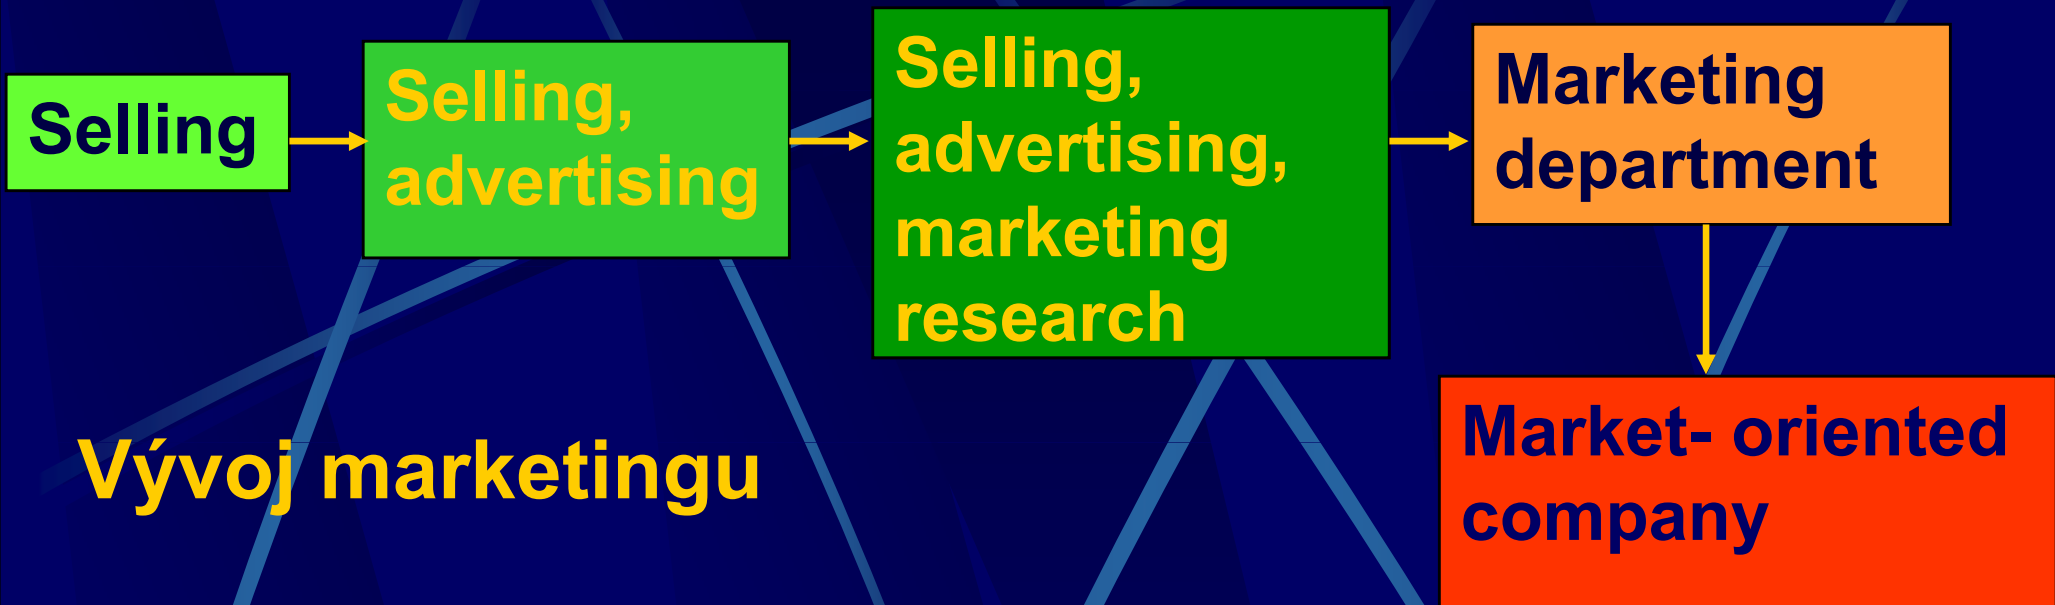 Selling
Selling,
advertising
Selling,
advertising,
marketing
research
Marketing
department
Market- oriented
company
Vývoj marketingu